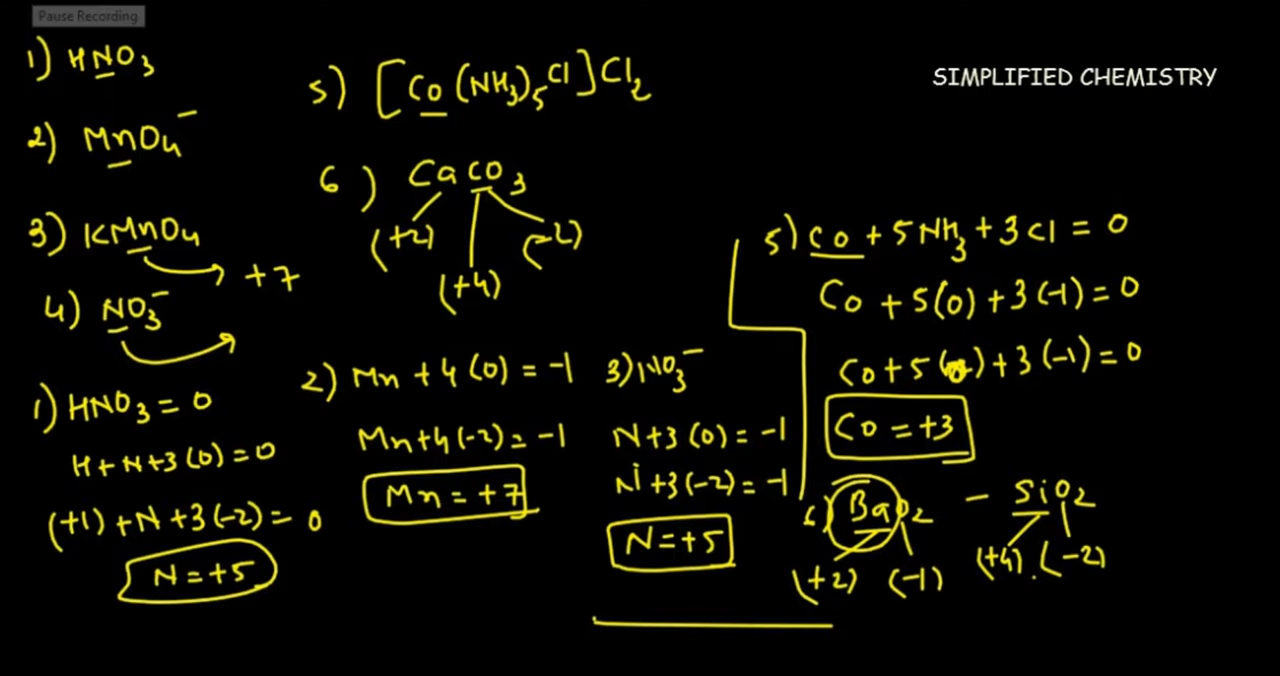 Pause Recording
SIMPLIFIED CHEMISTRY
1) HNO₃
2) MnO₄⁻
3) KMnO₄
+7
4) NO₃⁻
5) [Co(NH₃)₅Cl]Cl₂
6) CaCO₃
(+2) (+4) (-2)
1) HNO₃ = 0
H + N + 3(0) = 0
(+1) + N + 3(-2) = 0
N = +5
2) Mn + 4(0) = -1
Mn + 4(-2) = -1
Mn = +7
3) NO₃⁻
N + 3(0) = -1
N + 3(-2) = -1
N = +5
5) Co + 5NH₃ + 3Cl = 0
Co + 5(0) + 3(-1) = 0
Co + 5(0) + 3(-1) = 0
Co = +3
6) BaO₂ - SiO₂
(+2) (-1) (+4) (-2)